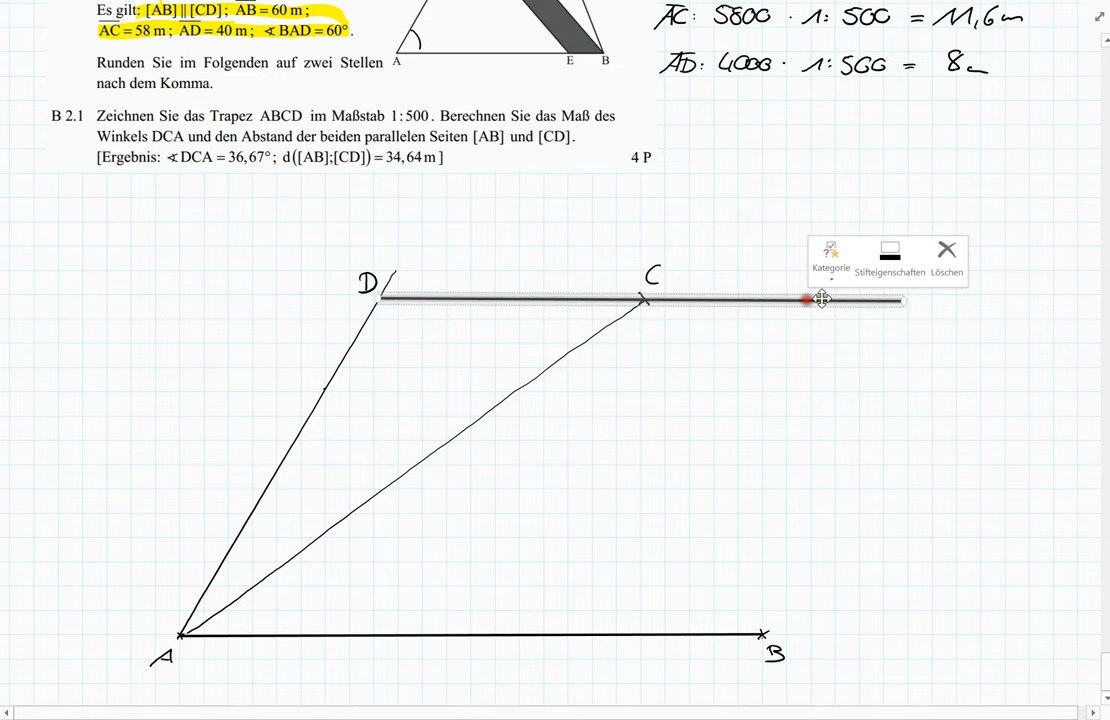 Es gilt: [AB]∥[CD]; AB = 60 m;
AC = 58 m; AD = 40 m; ∢BAD = 60°.
Runden Sie im Folgenden auf zwei Stellen
nach dem Komma.
A E B
AC: 5800 · 1:500 = 11,6cm
AD: 4000 · 1:500 = 8c
B 2.1 Zeichnen Sie das Trapez ABCD im Maßstab 1:500. Berechnen Sie das Maß des
Winkels DCA und den Abstand der beiden parallelen Seiten [AB] und [CD].
[Ergebnis: ∢DCA = 36,67°; d([AB];[CD]) = 34,64 m]
4 P
Kategorie Stifteigenschaften Löschen
D C
A B